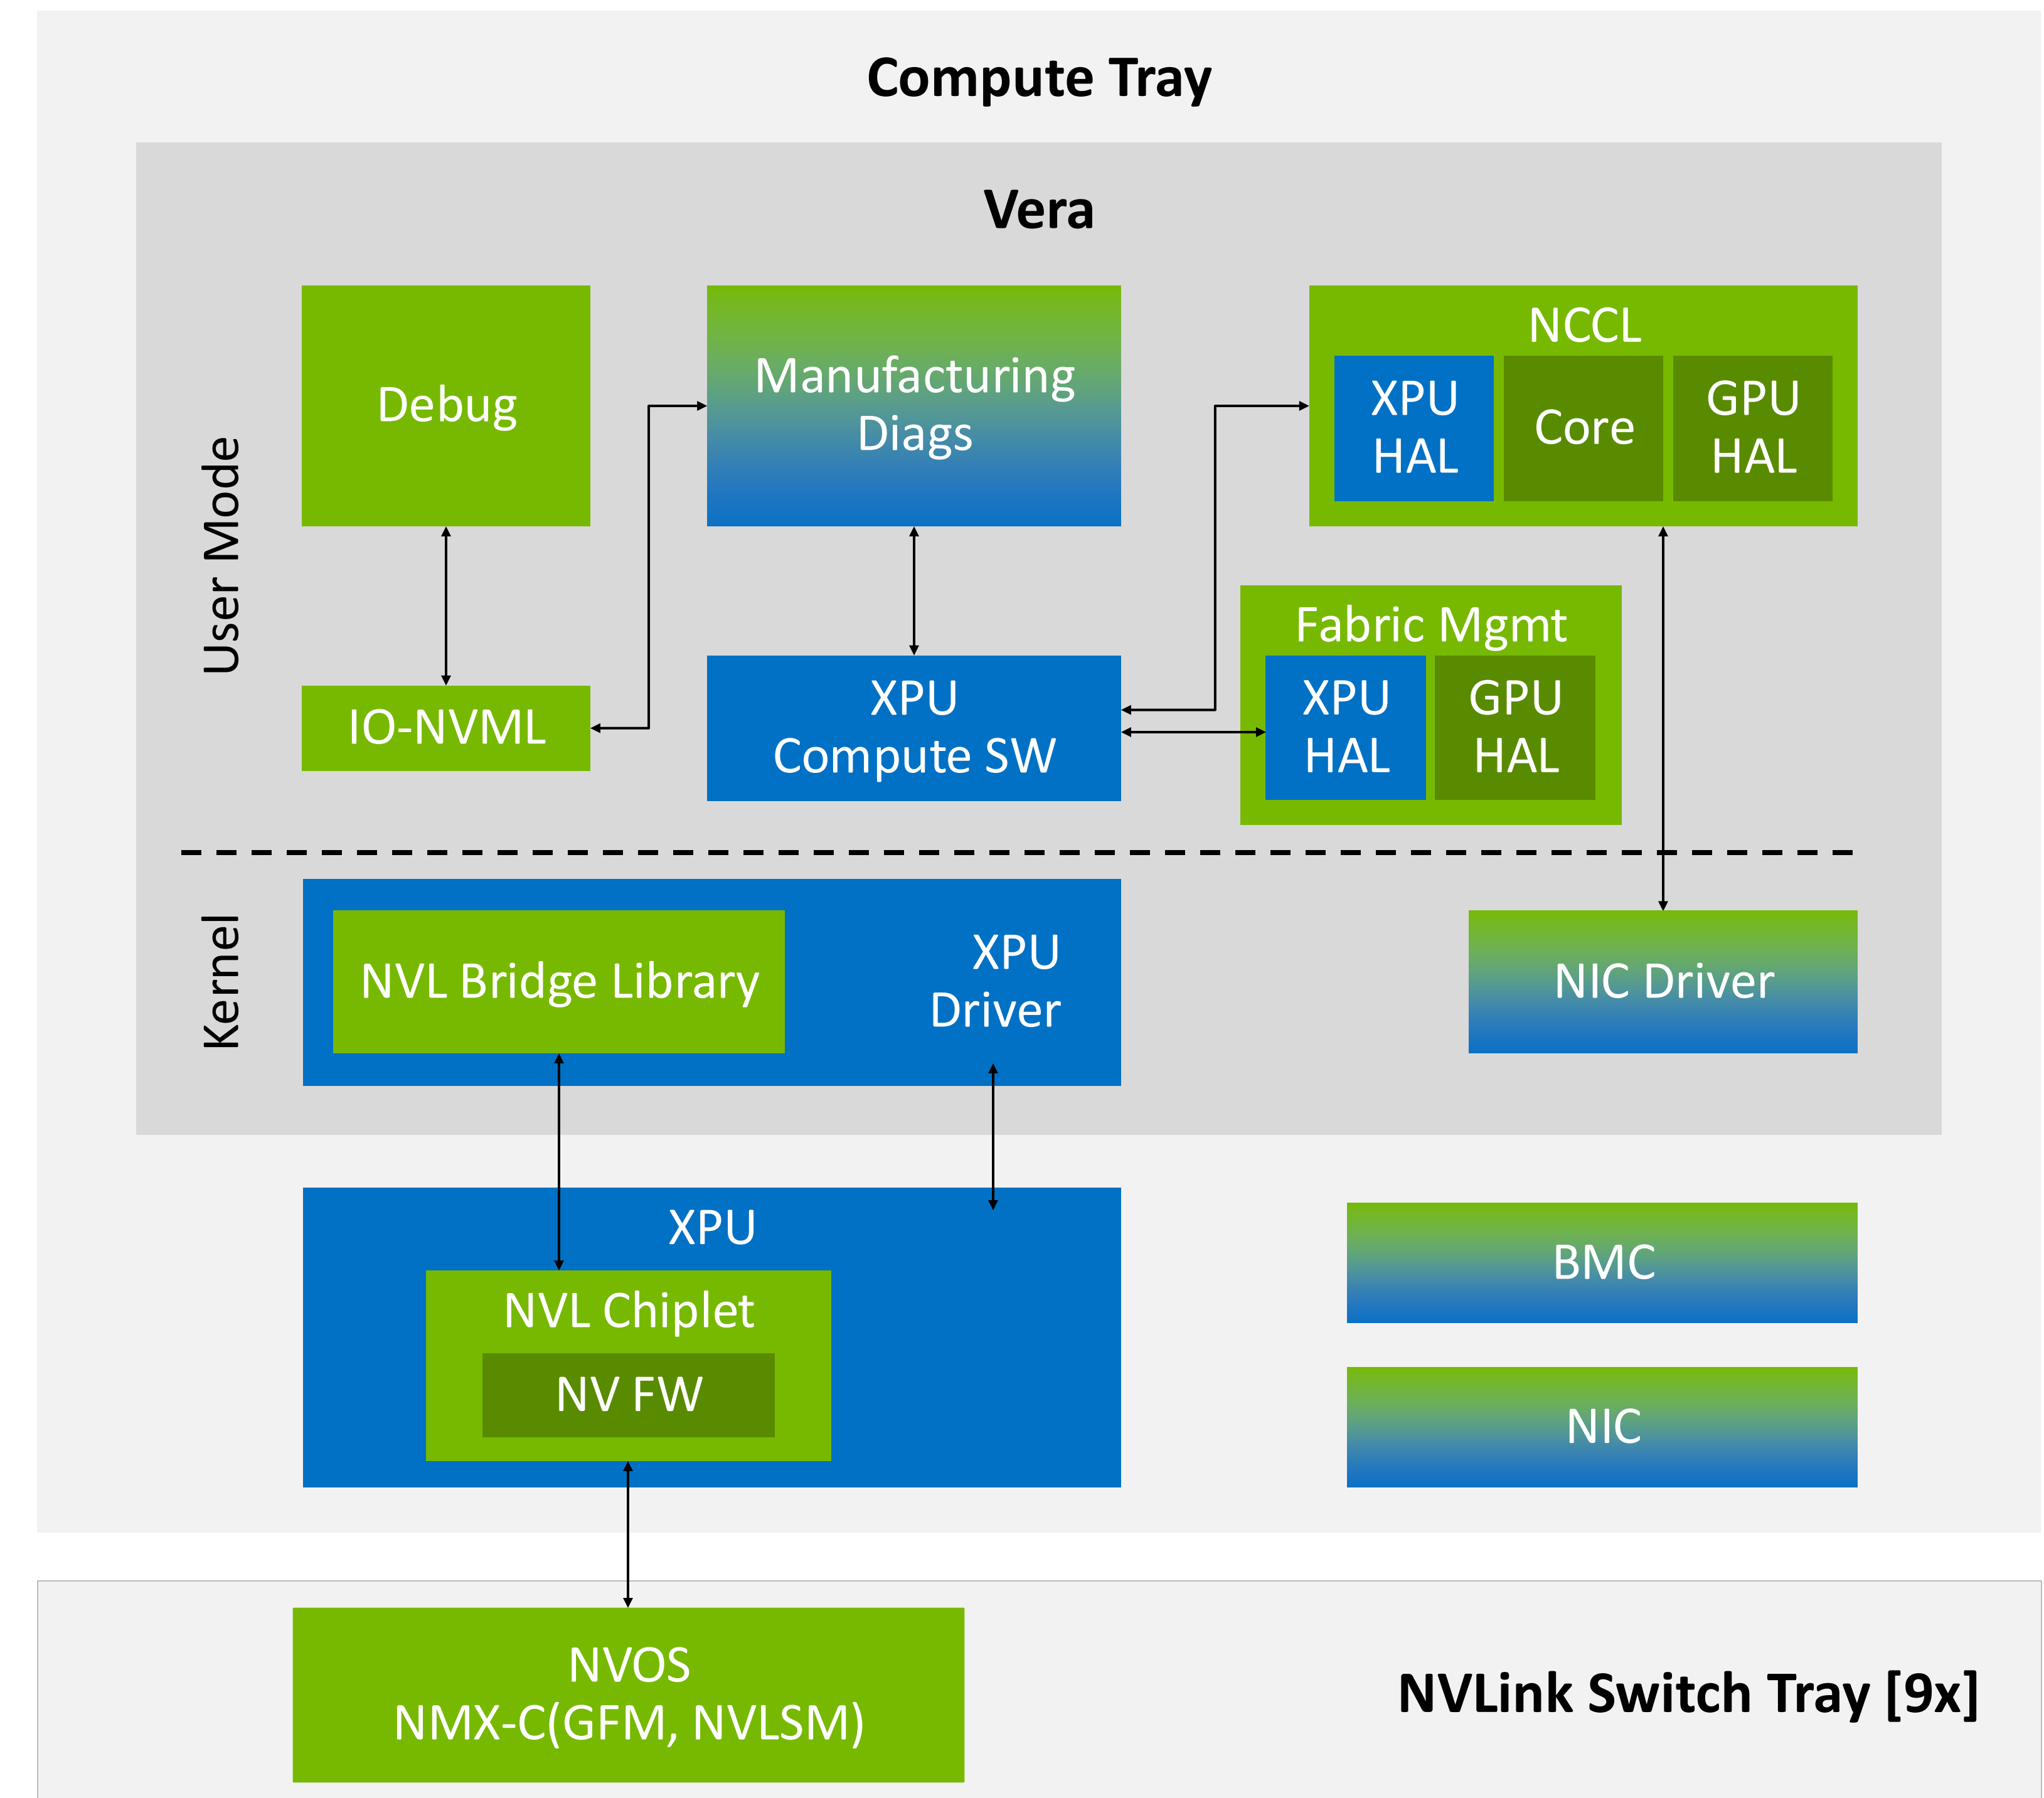 Compute Tray
Vera
User Mode
Debug
Manufacturing
Diags
NCCL
XPU
HAL
Core
GPU
HAL
IO-NVML
XPU
Compute SW
Fabric Mgmt
XPU
HAL
GPU
HAL
Kernel
NVL Bridge Library
XPU
Driver
NIC Driver
XPU
NVL Chiplet
NV FW
BMC
NIC
NVOS
NMX-C(GFM, NVLSM)
NVLink Switch Tray [9x]